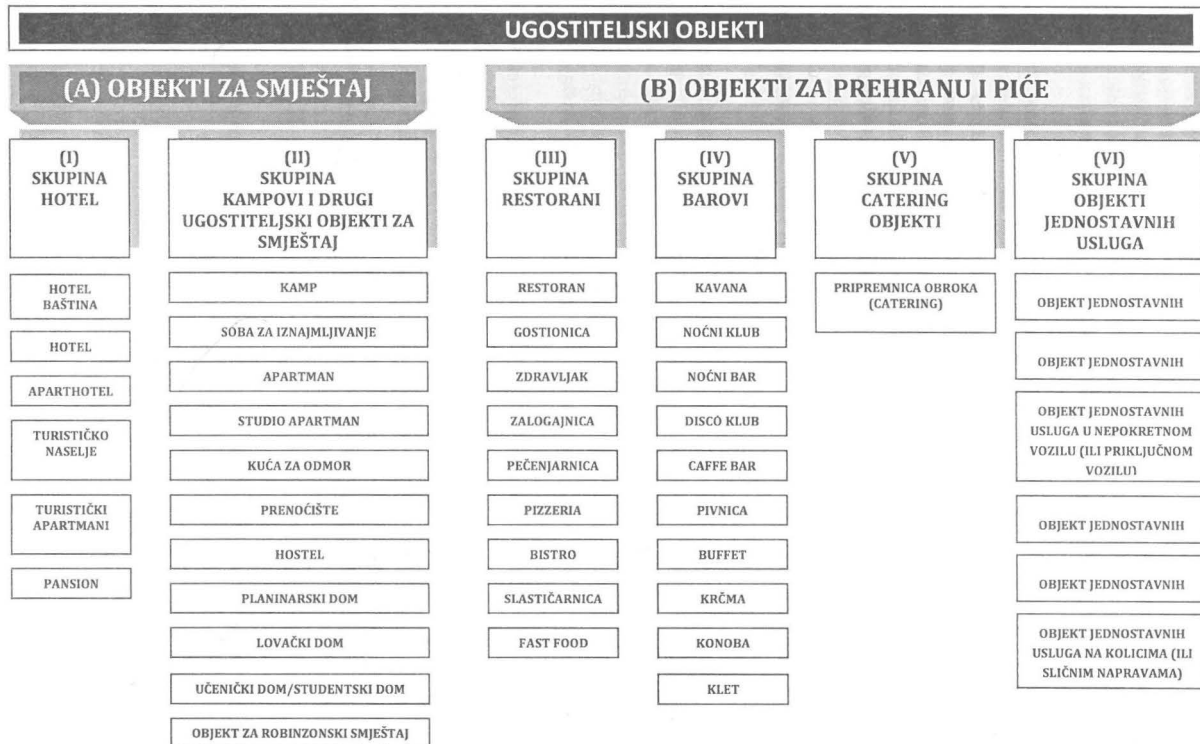 UGOSTITELJSKI OBJEKTI
(A) OBJEKTI ZA SMJEŠTAJ
(I)
SKUPINA
HOTEL
HOTEL
BAŠTINA
HOTEL
APARTHOTEL
TURISTIČKO
NASELJE
TURISTIČKI
APARTMANI
PANSION
(II)
SKUPINA
KAMPOVI I DRUGI
UGOSTITELJSKI OBJEKTI ZA
SMJEŠTAJ
KAMP
SOBA ZA IZNAJMLJIVANJE
APARTMAN
STUDIO APARTMAN
KUĆA ZA ODMOR
PRENOĆIŠTE
HOSTEL
PLANINARSKI DOM
LOVAČKI DOM
UČENIČKI DOM/STUDENTSKI DOM
OBJEKT ZA ROBINZONSKI SMJEŠTAJ
(B) OBJEKTI ZA PREHRANU I PIĆE
(III)
SKUPINA
RESTORANI
RESTORAN
GOSTIONICA
ZDRAVLJAK
ZALOGAJNICA
PEČENJARNICA
PIZZERIA
BISTRO
SLASTIČARNICA
FAST FOOD
(IV)
SKUPINA
BAROVI
KAVANA
NOĆNI KLUB
NOĆNI BAR
DISCO KLUB
CAFFE BAR
PIVNICA
BUFFET
KRČMA
KONOBA
KLET
(V)
SKUPINA
CATERING
OBJEKTI
PRIPREMNICA OBROKA
(CATERING)
(VI)
SKUPINA
OBJEKTI
JEDNOSTAVNIH
USLUGA
OBJEKT JEDNOSTAVNIH
OBJEKT JEDNOSTAVNIH
OBJEKT JEDNOSTAVNIH
USLUGA U NEPOKRETNOM
VOZILU (ILI PRIKLJUČNOM
VOZILU)
OBJEKT JEDNOSTAVNIH
OBJEKT JEDNOSTAVNIH
OBJEKT JEDNOSTAVNIH
USLUGA NA KOLICIMA (ILI
SLIČNIM NAPRAVAMA)